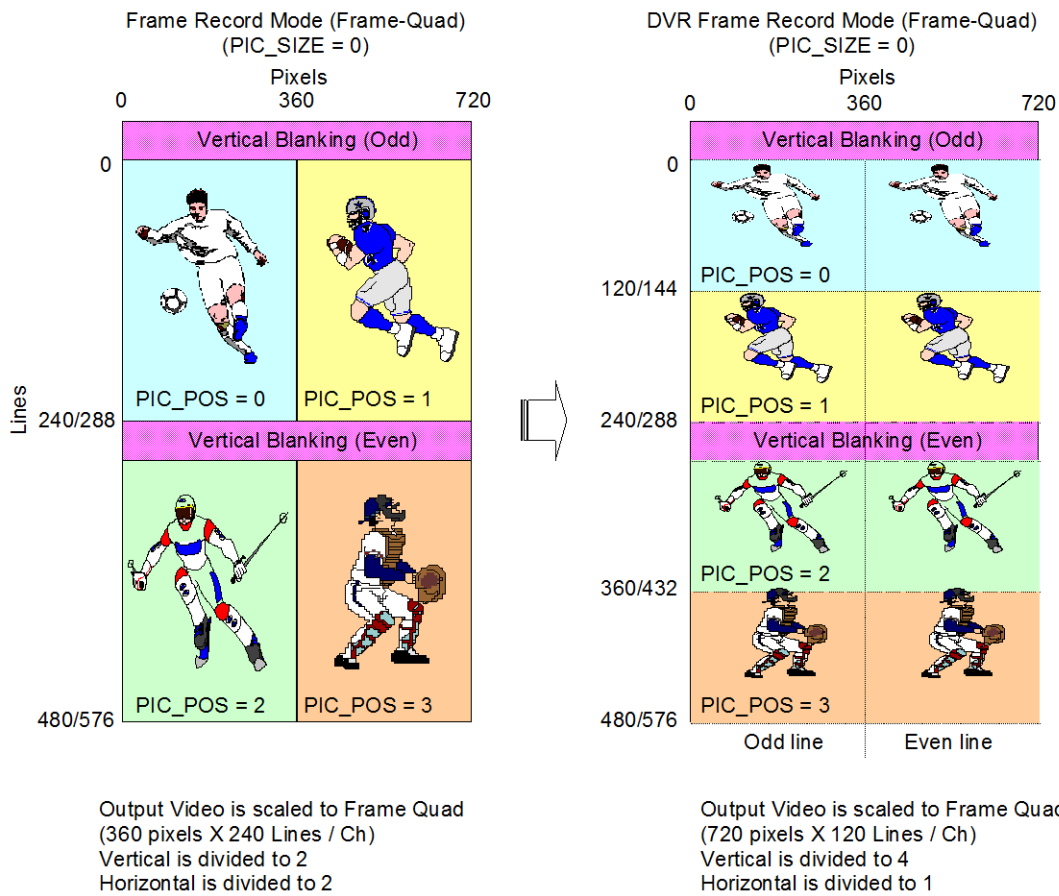 Frame Record Mode (Frame-Quad)
(PIC_SIZE = 0)
Pixels
0 360 720
Vertical Blanking (Odd)
0
PIC_POS = 0
PIC_POS = 1
Lines
240/288
Vertical Blanking (Even)
PIC_POS = 2
PIC_POS = 3
480/576
Output Video is scaled to Frame Quad
(360 pixels X 240 Lines / Ch)
Vertical is divided to 2
Horizontal is divided to 2
DVR Frame Record Mode (Frame-Quad)
(PIC_SIZE = 0)
Pixels
0 360 720
Vertical Blanking (Odd)
0
PIC_POS = 0
120/144
PIC_POS = 1
240/288
Vertical Blanking (Even)
PIC_POS = 2
360/432
PIC_POS = 3
480/576
Odd line
Even line
Output Video is scaled to Frame Quad
(720 pixels X 120 Lines / Ch)
Vertical is divided to 4
Horizontal is divided to 1